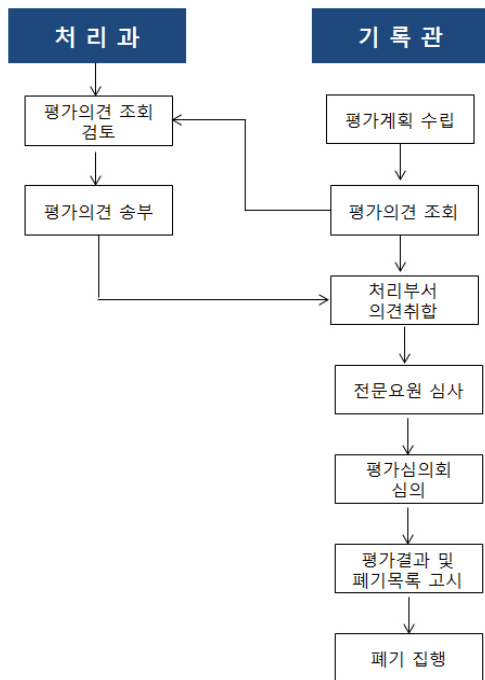 처 리 과
기 록 관
평가의견 조회
검토
평가계획 수립
평가의견 송부
평가의견 조회
처리부서
의견취합
전문요원 심사
평가심의회
심의
평가결과 및
폐기목록 고시
폐기 집행